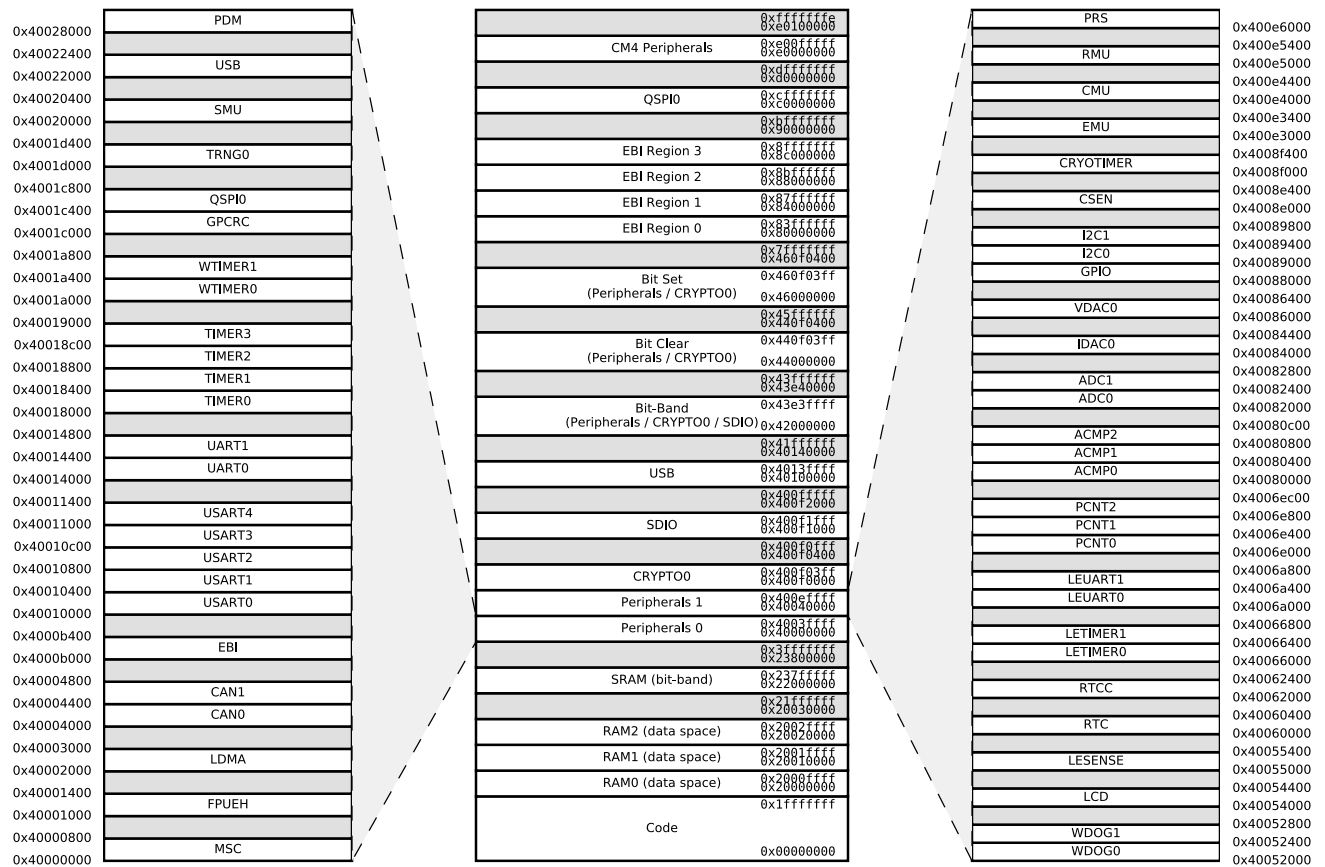 PDM
0x40028000
0x40022400
USB
0x40022000
0x40020400
SMU
0x40020000
0x4001d400
TRNG0
0x4001d000
0x4001c800
QSPI0
0x4001c400
GPCRC
0x4001c000
0x4001a800
WTIMER1
0x4001a400
WTIMER0
0x4001a000
0x40019000
TIMER3
0x40018c00
TIMER2
0x40018800
TIMER1
0x40018400
TIMER0
0x40018000
0x40014800
UART1
0x40014400
UART0
0x40014000
0x40011400
USART4
0x40011000
USART3
0x40010c00
USART2
0x40010800
USART1
0x40010400
USART0
0x40010000
0x4000b400
EBI
0x4000b000
0x40004800
CAN1
0x40004400
CAN0
0x40004000
0x40003000
LDMA
0x40002000
0x40001400
FPUEH
0x40001000
0x40000800
MSC
0x40000000
0xfffffffe
0xe0100000
CM4 Peripherals
0xe00fffff
0xe0000000
0xdfffffff
0xd0000000
QSPI0
0xcfffffff
0xc0000000
0xbfffffff
0x90000000
EBI Region 3
0x8fffffff
0x8c000000
EBI Region 2
0x8bffffff
0x88000000
EBI Region 1
0x87ffffff
0x84000000
EBI Region 0
0x83ffffff
0x80000000
0x7fffffff
0x460f0400
Bit Set
(Peripherals / CRYPTO0)
0x460f03ff
0x46000000
0x45ffffff
0x440f0400
Bit Clear
(Peripherals / CRYPTO0)
0x440f03ff
0x44000000
0x43ffffff
0x43e40000
Bit-Band
(Peripherals / CRYPTO0 / SDIO)
0x43e3ffff
0x42000000
0x41ffffff
0x40140000
USB
0x4013ffff
0x40100000
0x400fffff
0x400f2000
SDIO
0x400f1fff
0x400f1000
0x400f0fff
0x400f0400
CRYPTO0
0x400f03ff
0x400f0000
Peripherals 1
0x400effff
0x40040000
Peripherals 0
0x4003ffff
0x40000000
0x3fffffff
0x23800000
SRAM (bit-band)
0x237fffff
0x22000000
0x21ffffff
0x20030000
RAM2 (data space)
0x2002ffff
0x20020000
RAM1 (data space)
0x2001ffff
0x20010000
RAM0 (data space)
0x2000ffff
0x20000000
0x1fffffff
Code
0x00000000
PRS
0x400e6000
0x400e5400
RMU
0x400e5000
0x400e4400
CMU
0x400e4000
0x400e3400
EMU
0x400e3000
0x4008f400
CRYOTIMER
0x4008f000
0x4008e400
CSEN
0x4008e000
0x40089800
I2C1
0x40089400
I2C0
0x40089000
GPIO
0x40088000
0x40086400
VDAC0
0x40086000
0x40084400
IDAC0
0x40084000
0x40082800
ADC1
0x40082400
ADC0
0x40082000
0x40080c00
ACMP2
0x40080800
ACMP1
0x40080400
ACMP0
0x40080000
0x4006ec00
PCNT2
0x4006e800
PCNT1
0x4006e400
PCNT0
0x4006e000
0x4006a800
LEUART1
0x4006a400
LEUART0
0x4006a000
0x40066800
LETIMER1
0x40066400
LETIMER0
0x40066000
0x40062400
RTCC
0x40062000
0x40060400
RTC
0x40060000
0x40055400
LESENSE
0x40055000
0x40054400
LCD
0x40054000
0x40052800
WDOG1
0x40052400
WDOG0
0x40052000